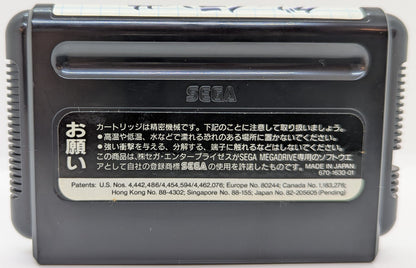 SEGA
お願い
カートリッジは精密機械です。下記のことに注意して取り扱いましょう。
●高温や低温、水などで濡れる恐れのある場所に置かないでください。
●強い衝撃を与える、分解する、端子に触れるなどはしないでください。
この商品は、㈱セガ・エンタープライゼスがSEGA MEGADRIVE専用のソフトウエ
アとして自社の登録商標SEGAの使用を許諾したものです。
MADE IN JAPAN
670-1630-01
Patents: U.S. Nos. 4,442,486/4,454,594/4,462,076; Europe No. 80244; Canada No. 1,183,276;
Hong Kong No. 88-4302; Singapore No. 88-155; Japan No. 82-205605 (Pending)